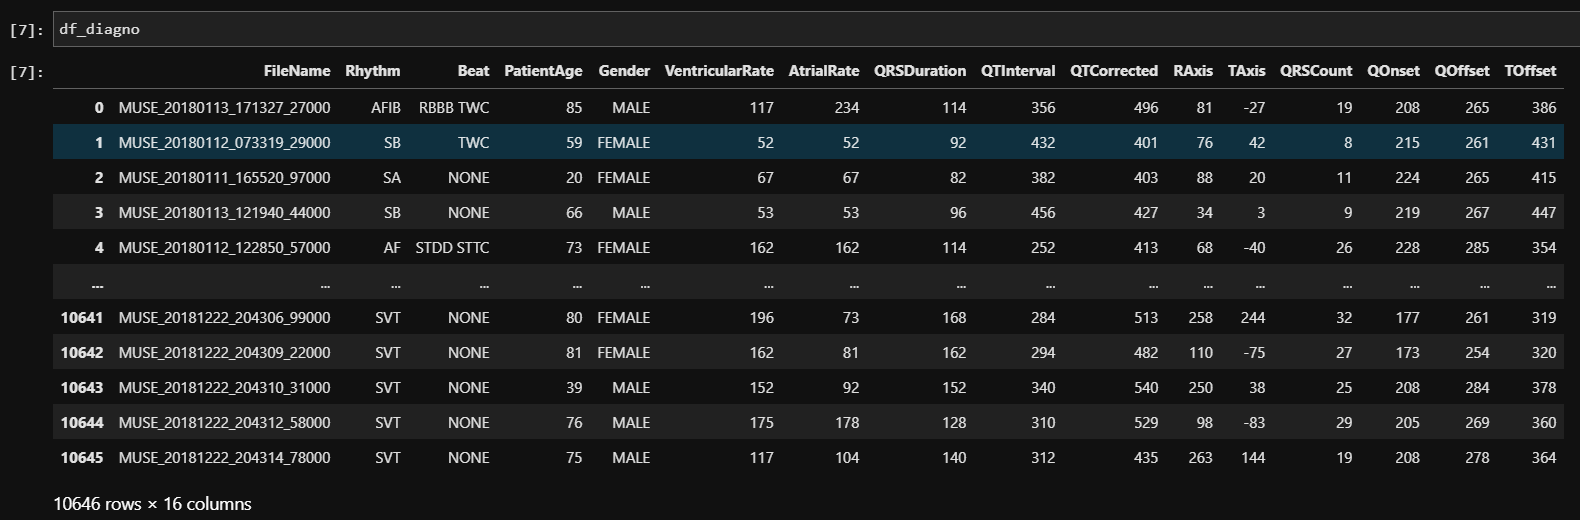 [7]: df_diagno
[7]: FileName Rhythm Beat PatientAge Gender VentricularRate AtrialRate QRSDuration QTInterval QTCorrected RAxis TAxis QRSCount QOnset QOffset TOffset
0 MUSE_20180113_171327_27000 AFIB RBBB TWC 85 MALE 117 234 114 356 496 81 -27 19 208 265 386
1 MUSE_20180112_073319_29000 SB TWC 59 FEMALE 52 52 92 432 401 76 42 8 215 261 431
2 MUSE_20180111_165520_97000 SA NONE 20 FEMALE 67 67 82 382 403 88 20 11 224 265 415
3 MUSE_20180113_121940_44000 SB NONE 66 MALE 53 53 96 456 427 34 3 9 219 267 447
4 MUSE_20180112_122850_57000 AF STDD STTC 73 FEMALE 162 162 114 252 413 68 -40 26 228 285 354
... ... ... ... ... ... ... ... ... ... ... ... ... ... ... ... ...
10641 MUSE_20181222_204306_99000 SVT NONE 80 FEMALE 196 73 168 284 513 258 244 32 177 261 319
10642 MUSE_20181222_204309_22000 SVT NONE 81 FEMALE 162 81 162 294 482 110 -75 27 173 254 320
10643 MUSE_20181222_204310_31000 SVT NONE 39 MALE 152 92 152 340 540 250 38 25 208 284 378
10644 MUSE_20181222_204312_58000 SVT NONE 76 MALE 175 178 128 310 529 98 -83 29 205 269 360
10645 MUSE_20181222_204314_78000 SVT NONE 75 MALE 117 104 140 312 435 263 144 19 208 278 364
10646 rows × 16 columns